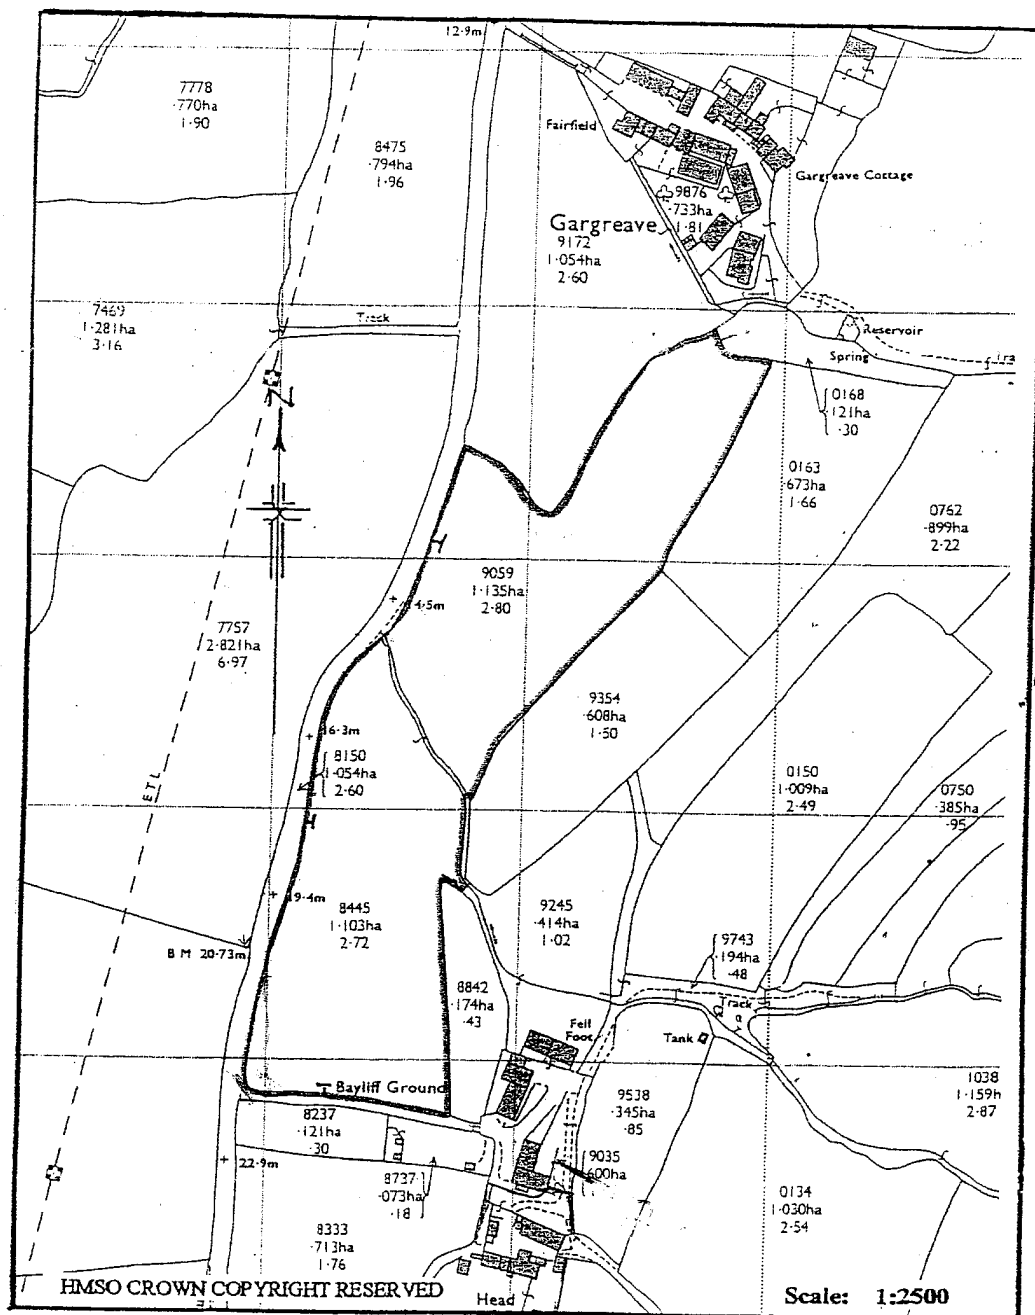 12·9m
7778
·770ha
1·90
8475
·794ha
1·96
Fairfield
Gargreave Cottage
9876
·733ha
1·81
Gargreave
9172
1·054ha
2·60
7469
1·281ha
3·16
Track
Reservoir
Spring
0168
·121ha
·30
N
0163
·673ha
1·66
0762
·899ha
2·22
9059
1·135ha
2·80
14·5m
7757
2·821ha
6·97
9354
·608ha
1·50
16·3m
8150
1·054ha
2·60
ETL
0150
1·009ha
2·49
0750
·385ha
·95
19·4m
8445
1·103ha
2·72
9245
·414ha
1·02
B M 20·73m
9743
·194ha
·48
8842
·174ha
·43
Track
Fell
Foot
Tank
Bayliff Ground
9538
·345ha
·85
1038
1·159h
2·87
8237
·121ha
·30
22·9m
9035
·600ha
8737
·073ha
·18
0134
1·030ha
2·54
8333
·713ha
1·76
HMSO CROWN COPYRIGHT RESERVED
Head
Scale: 1:2500